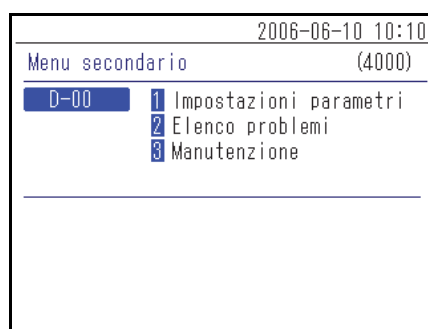 2006-06-10 10:10
Menu secondario (4000)
D-00 1 Impostazioni parametri
2 Elenco problemi
3 Manutenzione